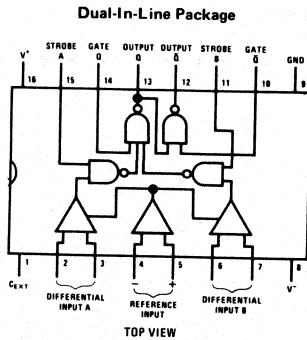 Dual-In-Line Package
V+ STROBE A GATE Q OUTPUT Q OUTPUT Q̄ STROBE B GATE Q̄ GND
16 15 14 13 12 11 10 9
1 2 3 4 5 6 7 8
− +
CEXT DIFFERENTIAL INPUT A REFERENCE INPUT DIFFERENTIAL INPUT B V−
TOP VIEW